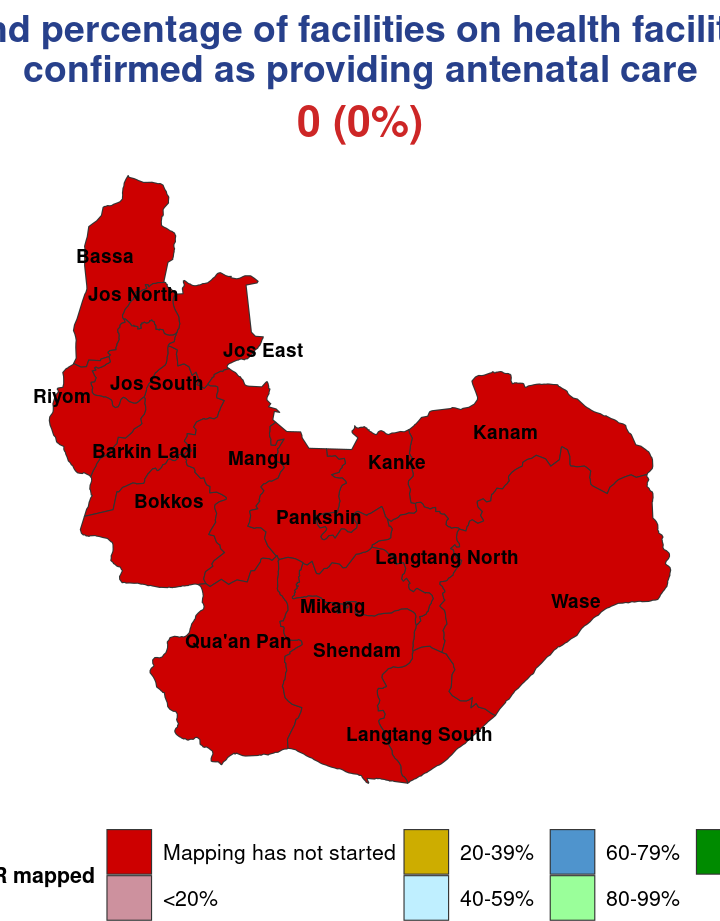 nd percentage of facilities on health facilit
confirmed as providing antenatal care
0 (0%)
Bassa
Jos North
Jos East
Jos South
Riyom
Kanam
Barkin Ladi
Mangu
Kanke
Bokkos
Pankshin
Langtang North
Wase
Mikang
Qua'an Pan
Shendam
Langtang South
R mapped
Mapping has not started
<20%
20-39%
40-59%
60-79%
80-99%